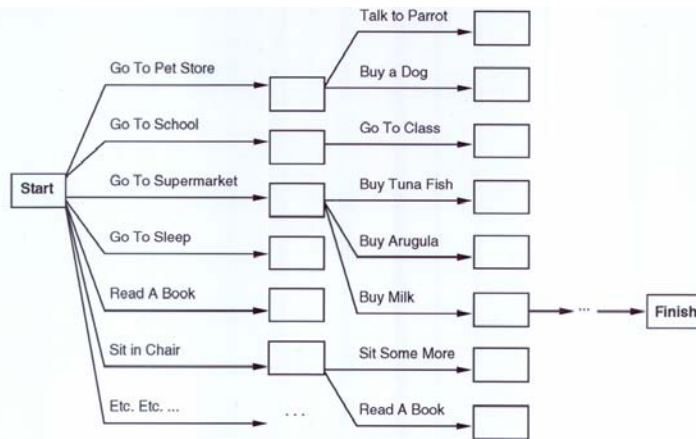 Talk to Parrot
Go To Pet Store
Buy a Dog
Go To School
Go To Class
Start
Go To Supermarket
Buy Tuna Fish
Go To Sleep
Buy Arugula
Read A Book
Buy Milk
...
Finish
Sit in Chair
Sit Some More
Etc. Etc. ...
...
Read A Book